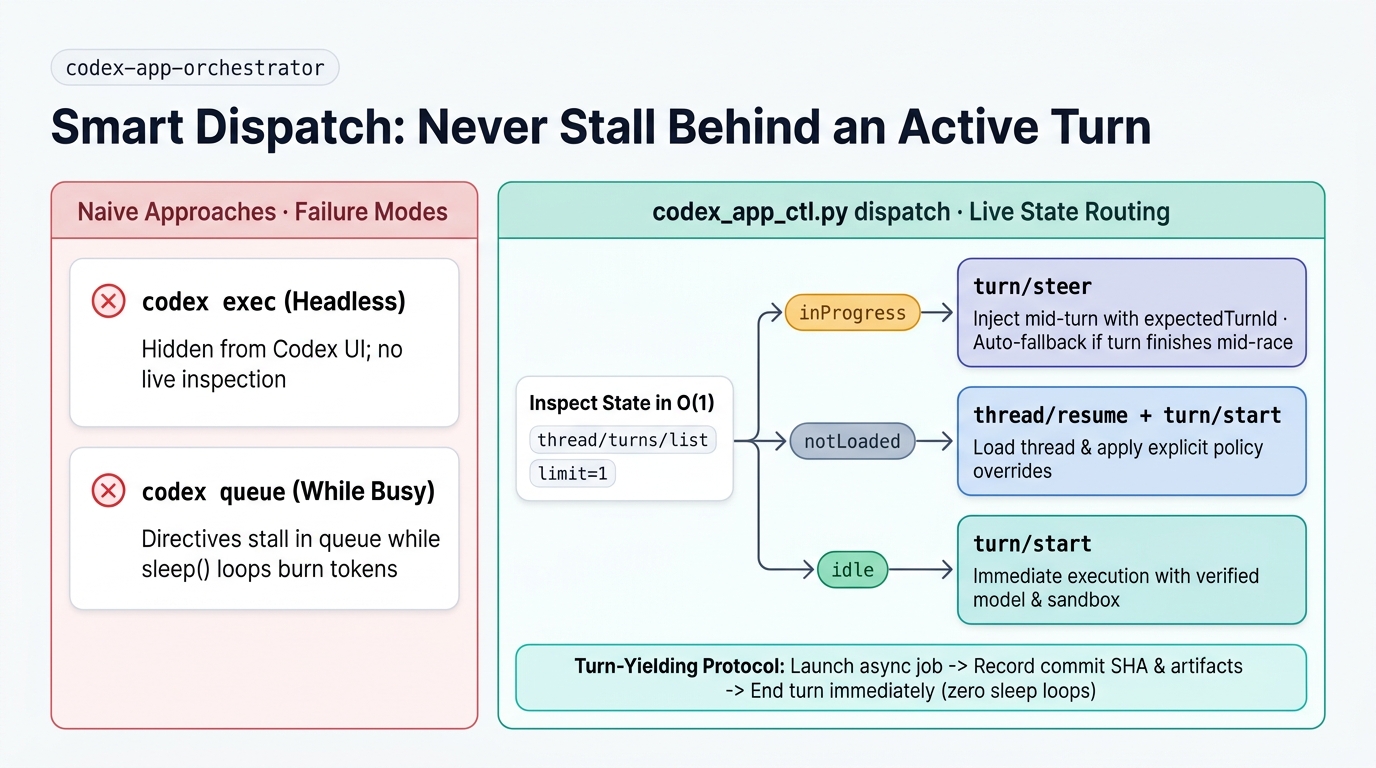 codex-app-orchestrator
Smart Dispatch: Never Stall Behind an Active Turn
Naive Approaches · Failure Modes
codex exec (Headless)
Hidden from Codex UI; no
live inspection
codex queue (While Busy)
Directives stall in queue while
sleep() loops burn tokens
codex_app_ctl.py dispatch · Live State Routing
Inspect State in O(1)
thread/turns/list
limit=1
inProgress
turn/steer
Inject mid-turn with expectedTurnId ·
Auto-fallback if turn finishes mid-race
notLoaded
thread/resume + turn/start
Load thread & apply explicit policy
overrides
idle
turn/start
Immediate execution with verified
model & sandbox
Turn-Yielding Protocol: Launch async job -> Record commit SHA & artifacts
-> End turn immediately (zero sleep loops)